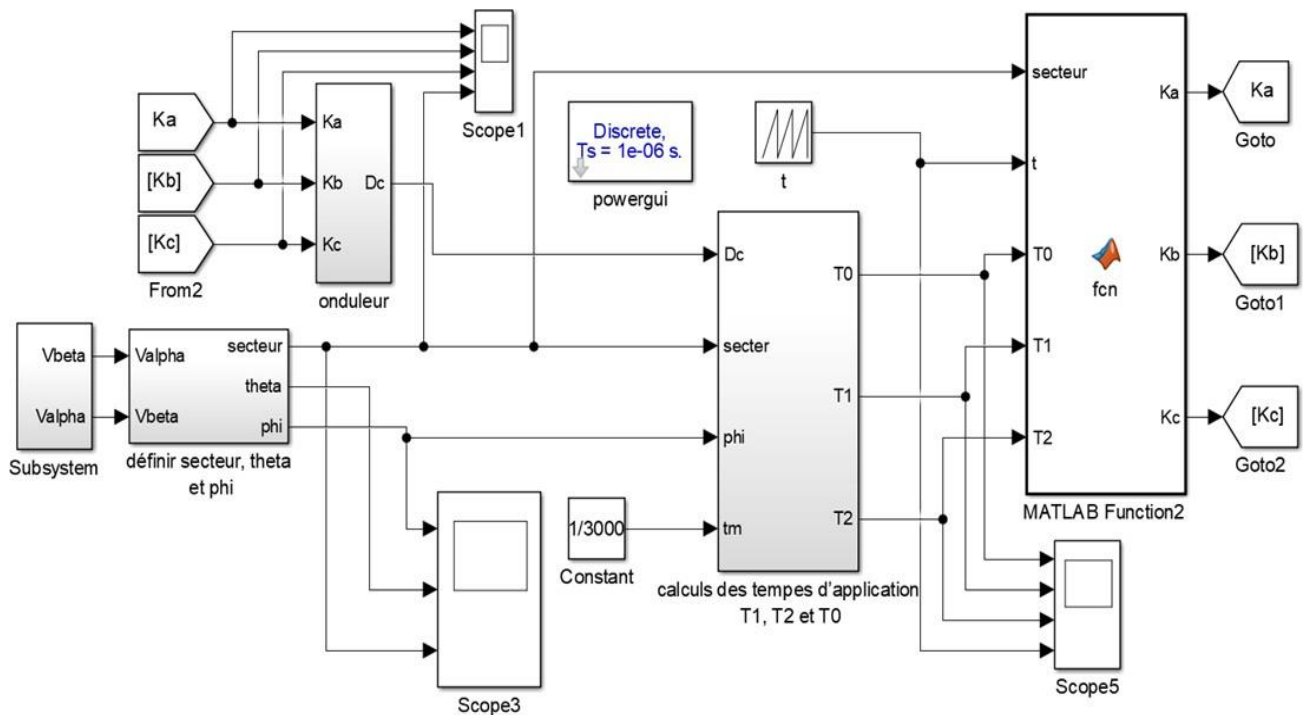 Scope1
Ka
[Kb]
[Kc]
From2
Ka
Kb
Kc
Dc
onduleur
Discrete,
Ts = 1e-06 s.
powergui
t
secteur
t
T0
T1
T2
fcn
Ka
Kb
Kc
MATLAB Function2
Ka
Goto
[Kb]
Goto1
[Kc]
Goto2
Vbeta
Valpha
Subsystem
Valpha
Vbeta
secteur
theta
phi
définir secteur, theta
et phi
Scope3
1/3000
Constant
Dc
secter
phi
tm
T0
T1
T2
calculs des tempes d'application
T1, T2 et T0
Scope5